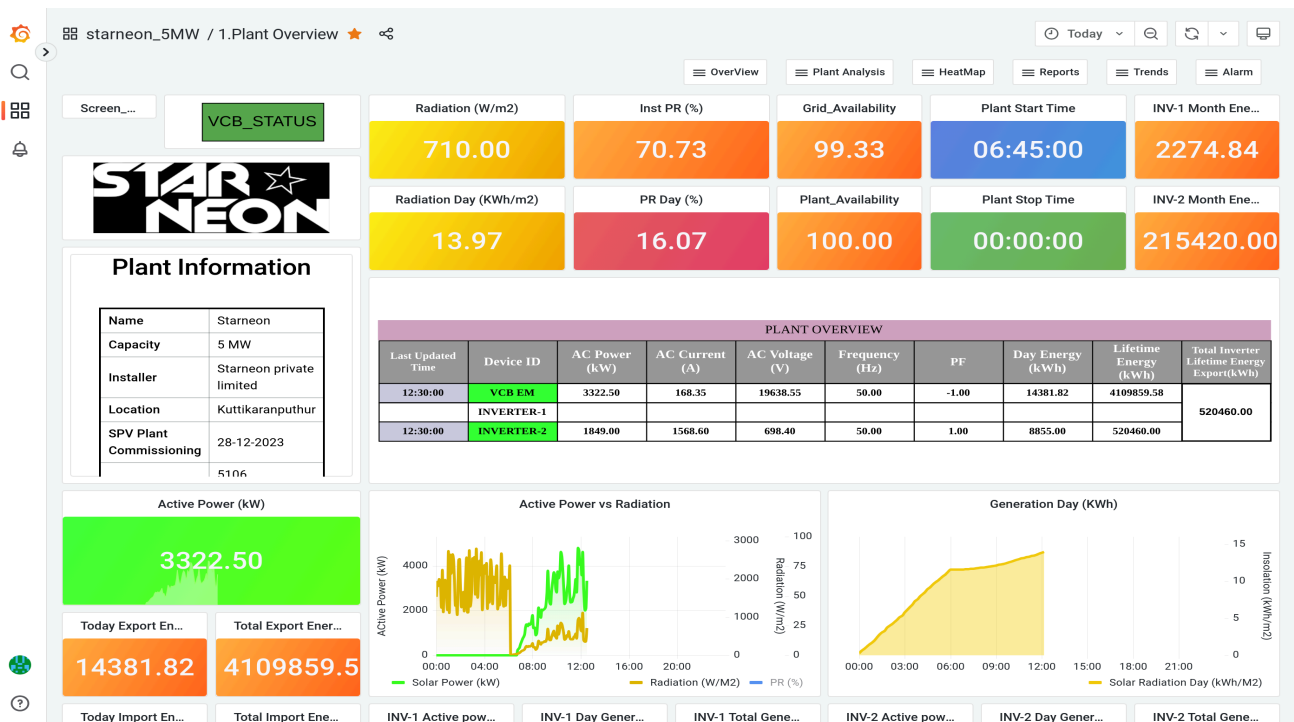 starneon_5MW / 1.Plant Overview
Today
OverView
Plant Analysis
HeatMap
Reports
Trends
Alarm
Screen_...
VCB_STATUS
Radiation (W/m2)
710.00
Inst PR (%)
70.73
Grid_Availability
99.33
Plant Start Time
06:45:00
INV-1 Month Ene...
2274.84
STAR
NEON
Radiation Day (KWh/m2)
13.97
PR Day (%)
16.07
Plant_Availability
100.00
Plant Stop Time
00:00:00
INV-2 Month Ene...
215420.00
Plant Information
Name Starneon
Capacity 5 MW
Installer Starneon private
limited
Location Kuttikaranputhur
SPV Plant
Commissioning 28-12-2023
5106
PLANT OVERVIEW
Last Updated
Time
Device ID
AC Power
(kW)
AC Current
(A)
AC Voltage
(V)
Frequency
(Hz)
PF
Day Energy
(kWh)
Lifetime
Energy
(kWh)
Total Inverter
Lifetime Energy
Export(kWh)
12:30:00 VCB EM 3322.50 168.35 19638.55 50.00 -1.00 14381.82 4109859.58
INVERTER-1
520460.00
12:30:00 INVERTER-2 1849.00 1568.60 698.40 50.00 1.00 8855.00 520460.00
Active Power (kW)
3322.50
Today Export En...
14381.82
Total Export Ener...
4109859.5
Active Power vs Radiation
ACtive Power (kW)
4000
2000
0
3000
2000
1000
0
Radiation (W/m2)
100
75
50
25
0
00:00 04:00 08:00 12:00 16:00 20:00
Solar Power (kW)
Radiation (W/M2)
PR (%)
Generation Day (KWh)
15
10
5
0
Insolation (kWh/m2)
00:00 03:00 06:00 09:00 12:00 15:00 18:00 21:00
Solar Radiation Day (kWh/M2)
Today Import En...
Total Import Ene...
INV-1 Active pow...
INV-1 Day Gener...
INV-1 Total Gene...
INV-2 Active pow...
INV-2 Day Gener...
INV-2 Total Gene...